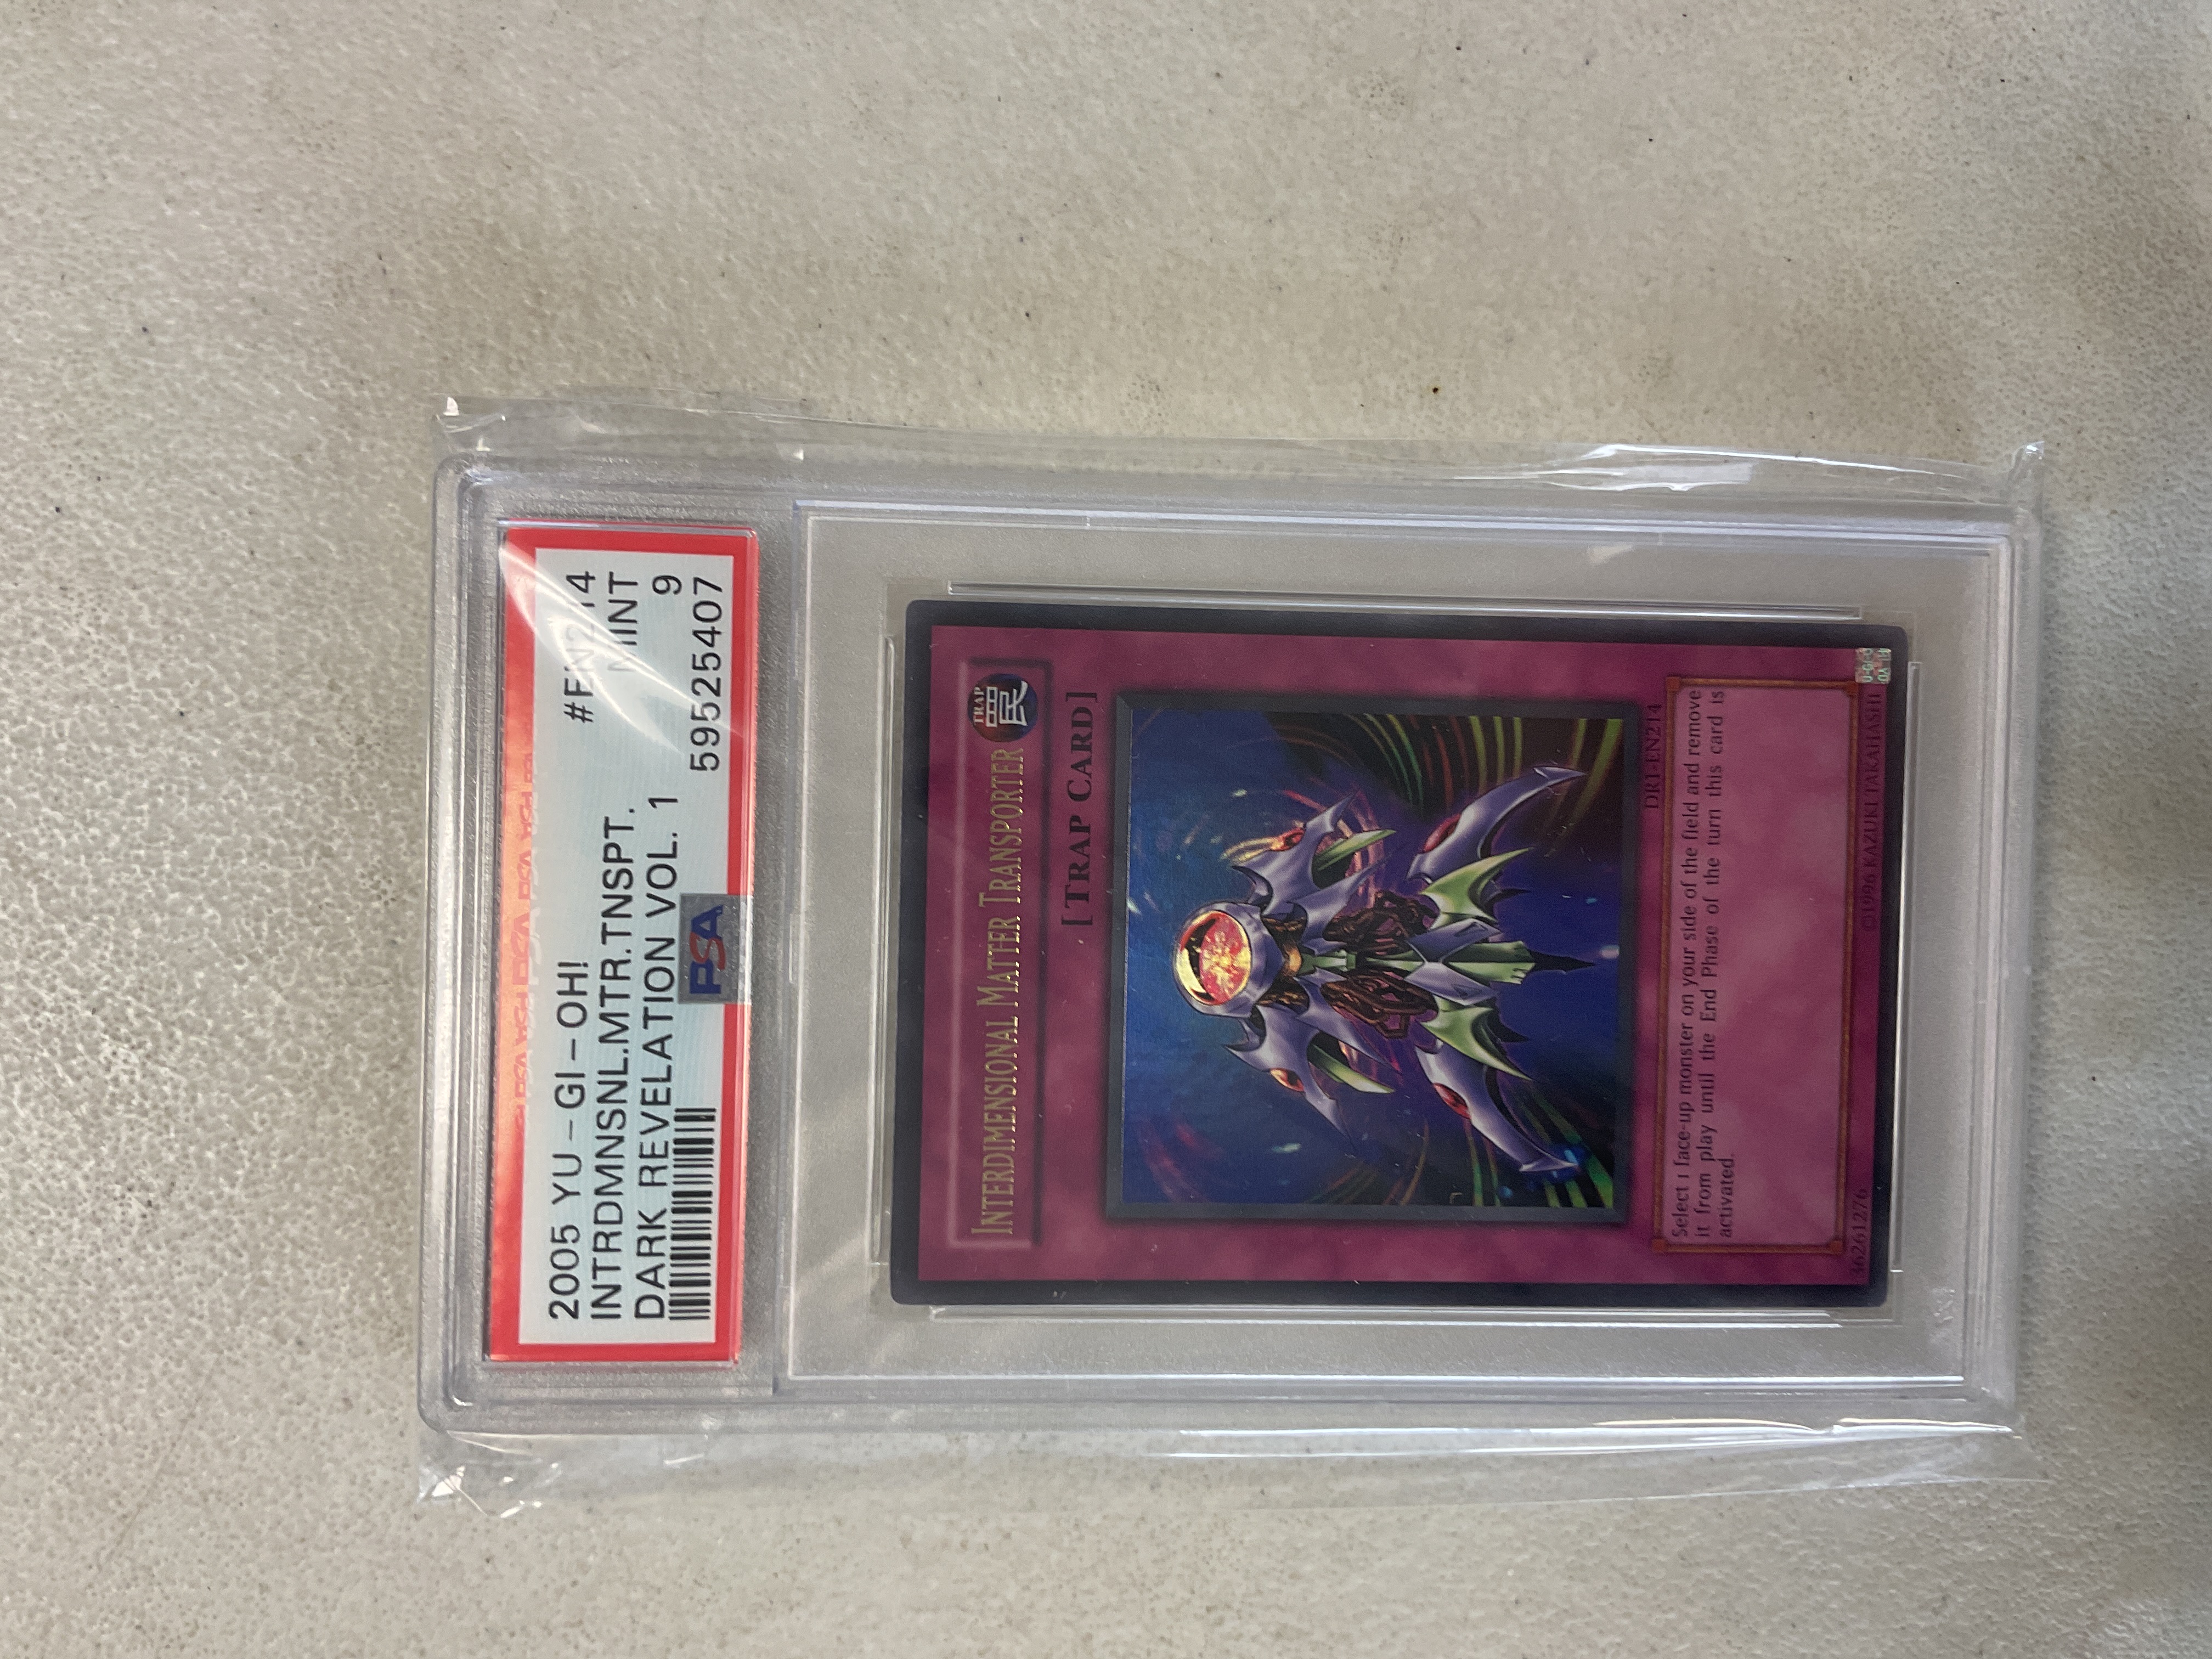 2005 YU-GI-OH! #EN214
INTRDMNSNL.MTR.TNSPT. MINT
DARK REVELATION VOL. 1 9
PSA 59525407
INTERDIMENSIONAL MATTER TRANSPORTER
TRAP
罠
[TRAP CARD]
DR1-EN214
Select 1 face-up monster on your side of the field and remove
it from play until the End Phase of the turn this card is
activated.
36261276 ©1996 KAZUKI TAKAHASHI